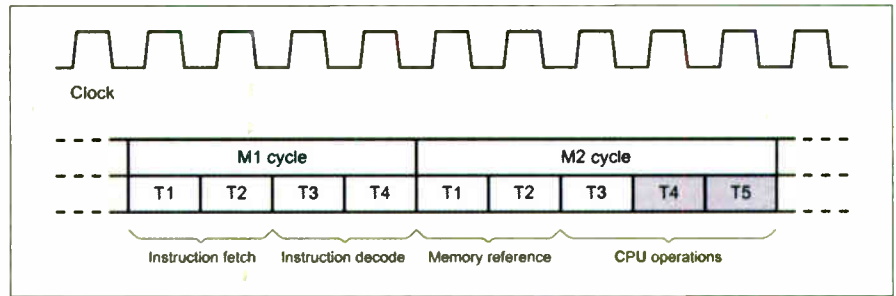 Clock
M1 cycle M2 cycle
T1 T2 T3 T4 T1 T2 T3 T4 T5
Instruction fetch Instruction decode Memory reference CPU operations